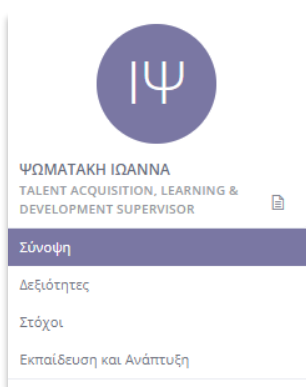 ΙΨ
ΨΩΜΑΤΑΚΗ ΙΩΑΝΝΑ
TALENT ACQUISITION, LEARNING &
DEVELOPMENT SUPERVISOR
Σύνοψη
Δεξιότητες
Στόχοι
Εκπαίδευση και Ανάπτυξη